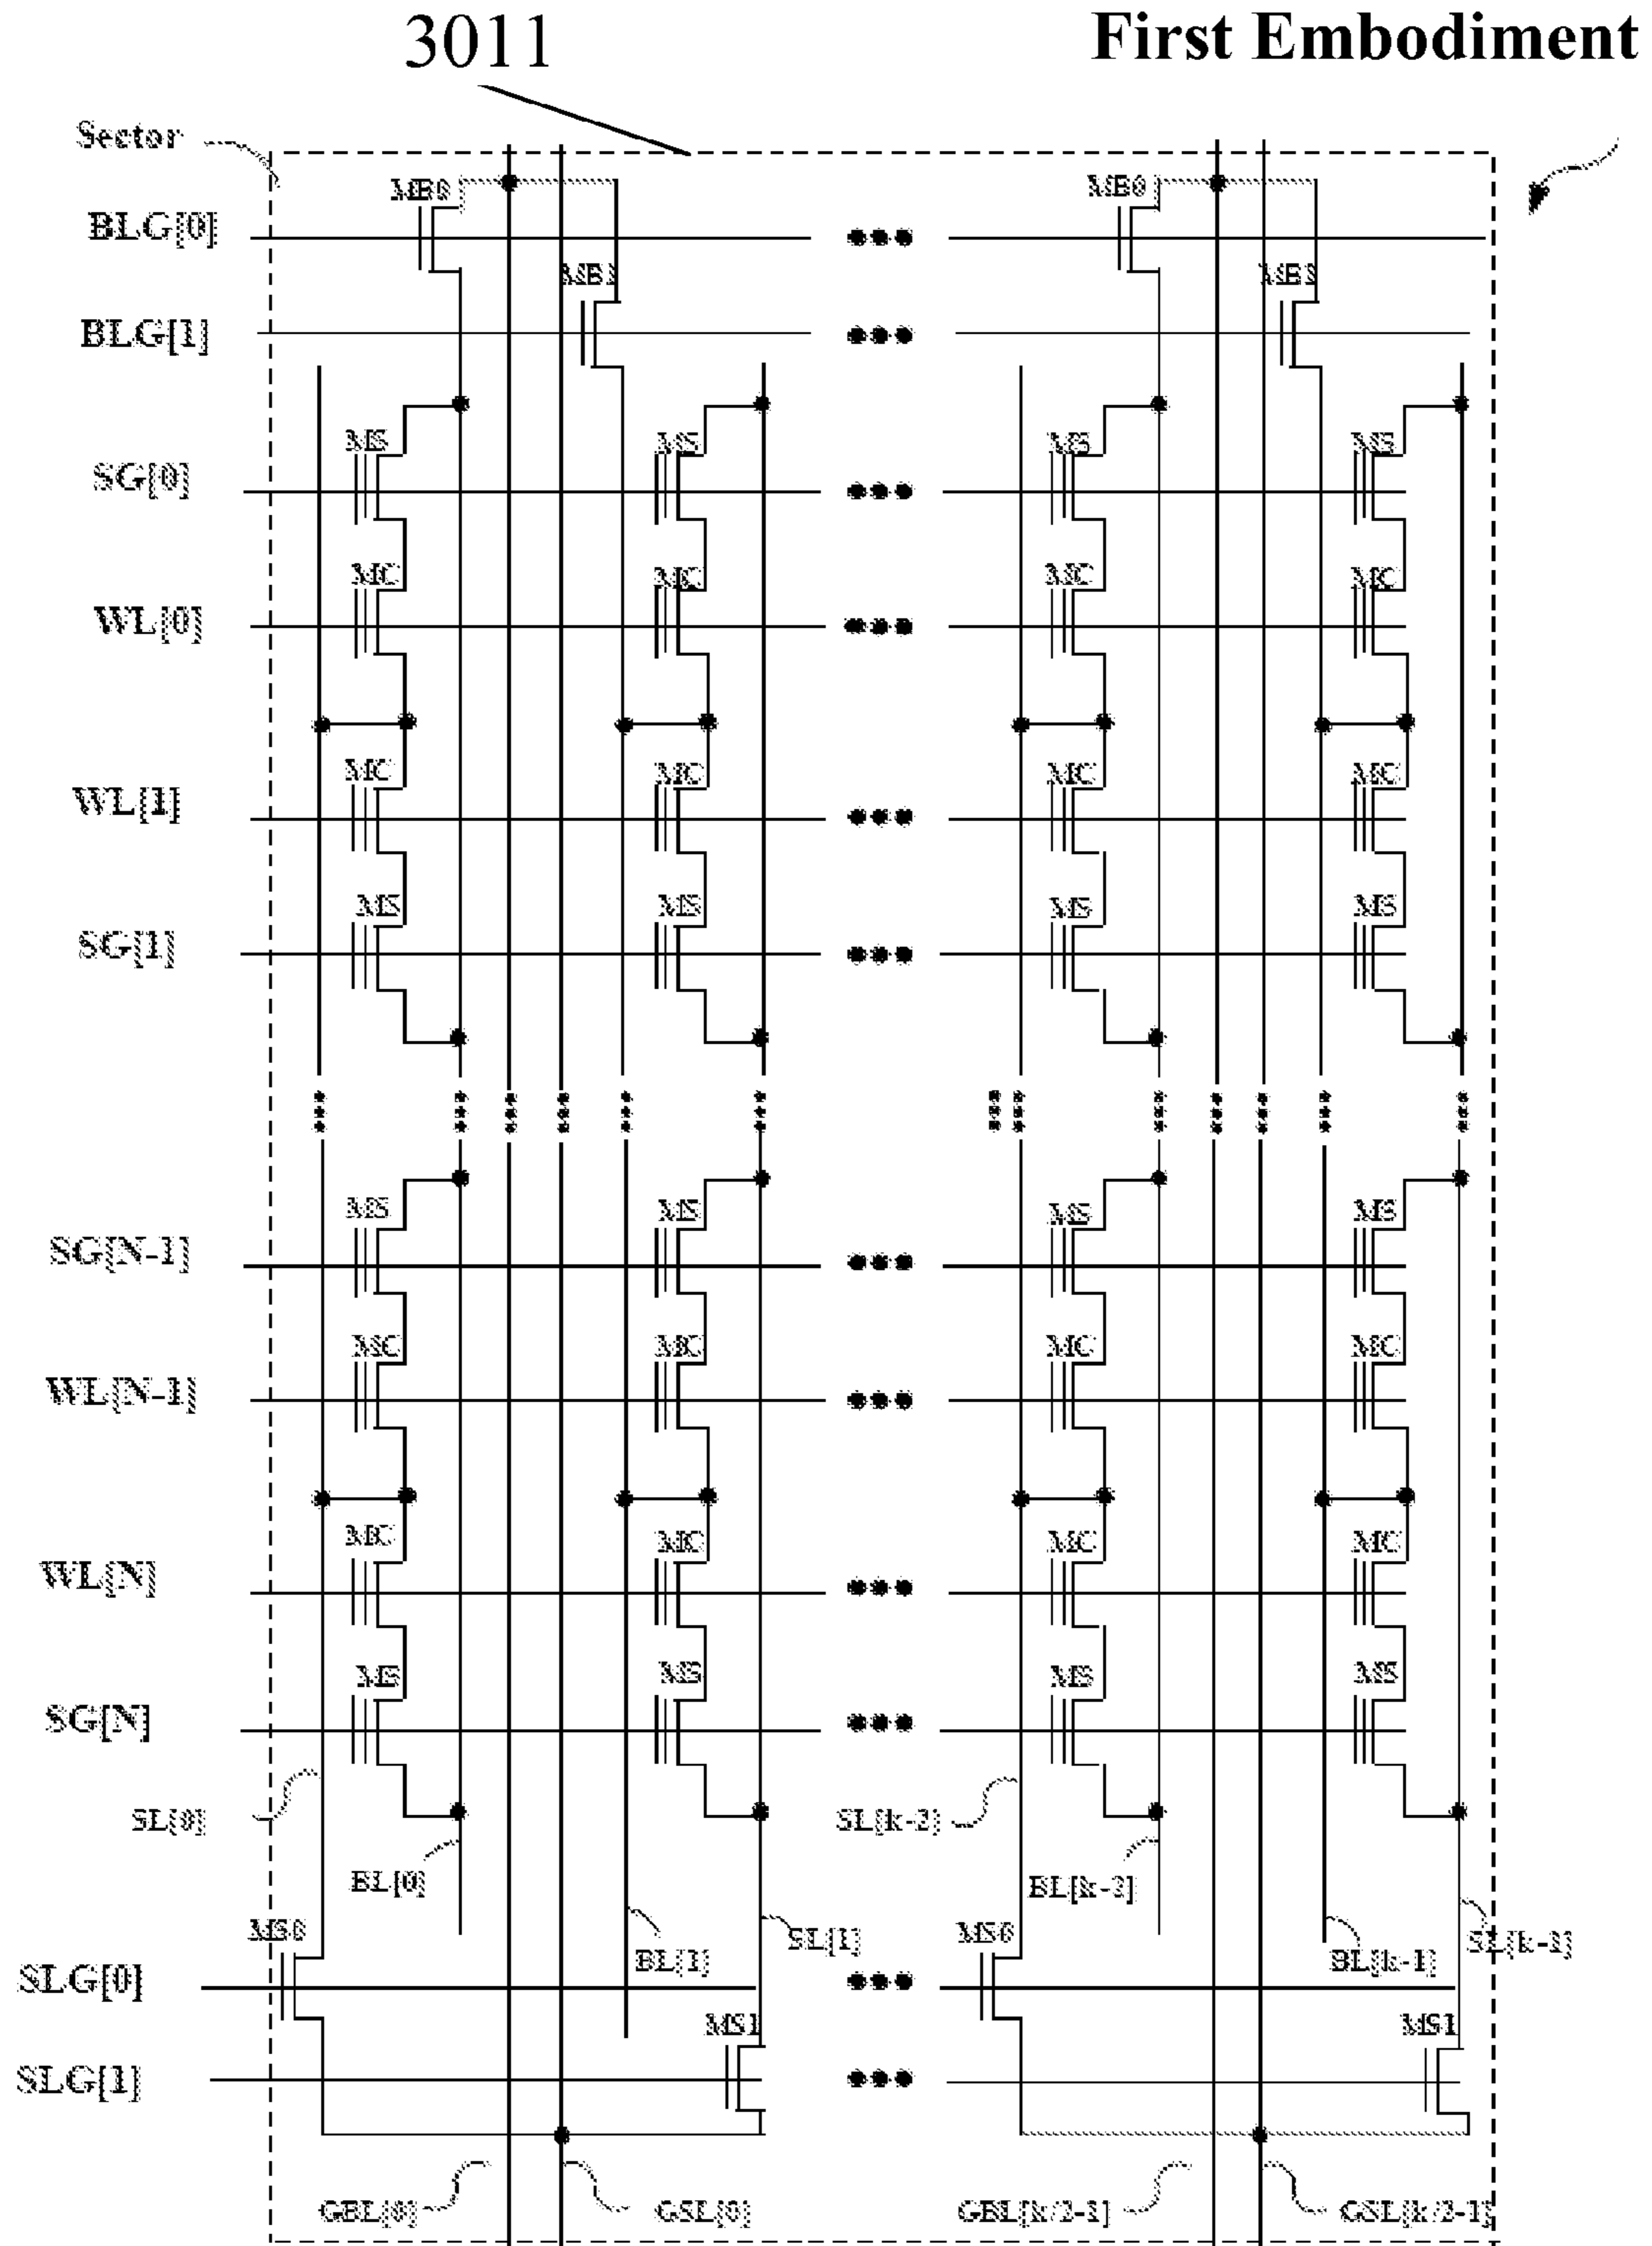 3011
First Embodiment
Sector
MB0 MB0
BLG[0]
MB1 MB1
BLG[1]
MS MS MS MS
SG[0]
MC MC MC MC
WL[0]
MC MC MC MC
WL[1]
MS MS MS MS
SG[1]
MS MS MS MS
SG[N-1]
MC MC MC MC
WL[N-1]
MC MC MC MC
WL[N]
MS MS MS MS
SG[N]
SL[0] SL[k-2]
BL[0] BL[k-2]
MS0 MS0
BL[1] SL[1] BL[k-1] SL[k-1]
SLG[0]
MS1 MS1
SLG[1]
GBL[0] GSL[0] GBL[k/2-1] GSL[k/2-1]